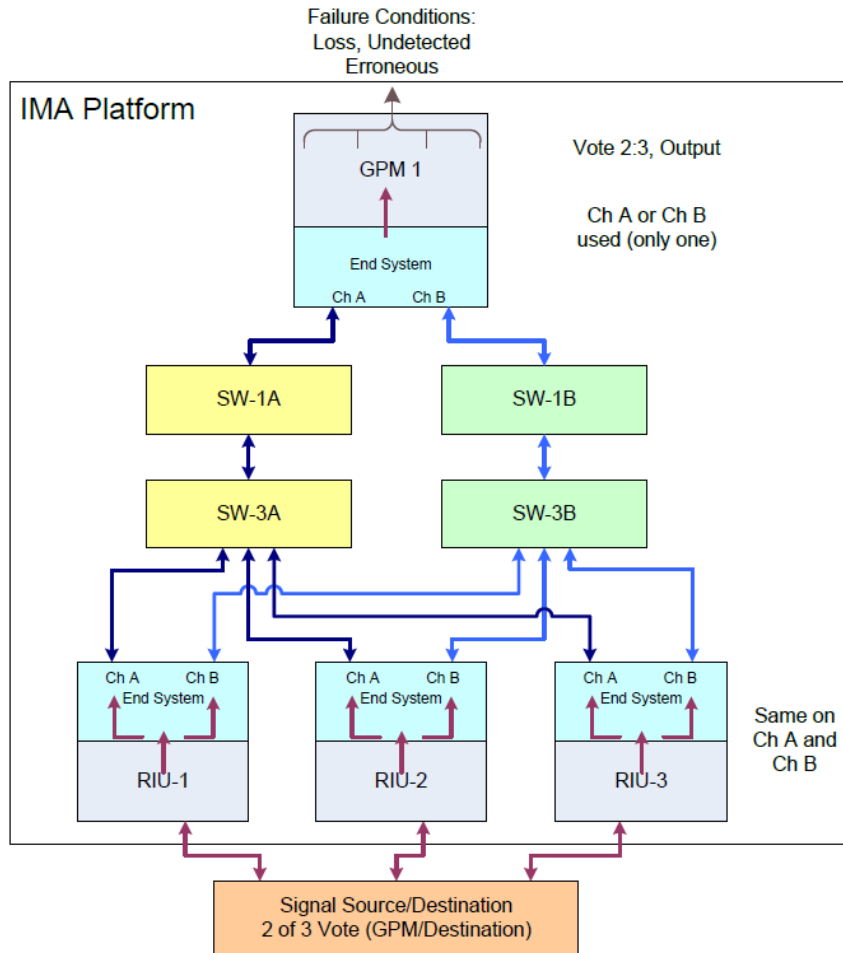 Failure Conditions:
Loss, Undetected
Erroneous
IMA Platform
GPM 1
Vote 2:3, Output
Ch A or Ch B
used (only one)
End System
Ch A
Ch B
SW-1A
SW-1B
SW-3A
SW-3B
Ch A
Ch B
End System
RIU-1
Ch A
Ch B
End System
RIU-2
Ch A
Ch B
End System
RIU-3
Same on
Ch A and
Ch B
Signal Source/Destination
2 of 3 Vote (GPM/Destination)